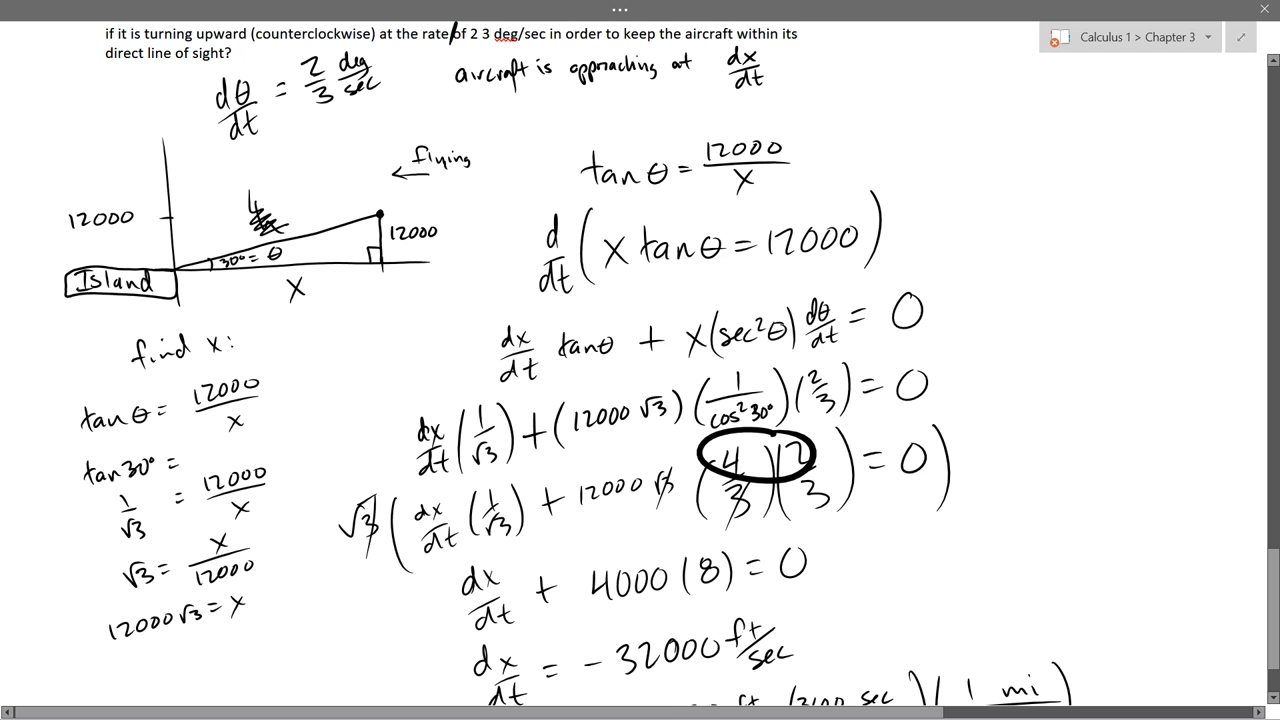 if it is turning upward (counterclockwise) at the rate of 2 3 deg/sec in order to keep the aircraft within its
direct line of sight?
Calculus 1 > Chapter 3
dθ/dt = 2/3 deg/sec
aircraft is approaching at dx/dt
← flying
12000
4
12000
30° = θ
Island
x
find x:
tan θ = 12000/x
tan 30° =
1/√3 = 12000/x
√3 = x/12000
12000√3 = x
tan θ = 12000/x
d/dt (x tan θ = 12000)
dx/dt tan θ + x(sec²θ) dθ/dt = 0
dx/dt (1/√3) + (12000√3) (1/cos²30°) (2/3) = 0
√3 (dx/dt (1/√3) + 12000√3 (4/3)(2/3) = 0)
dx/dt + 4000(8) = 0
dx/dt = -32000 ft/sec
sec) (1 mi)